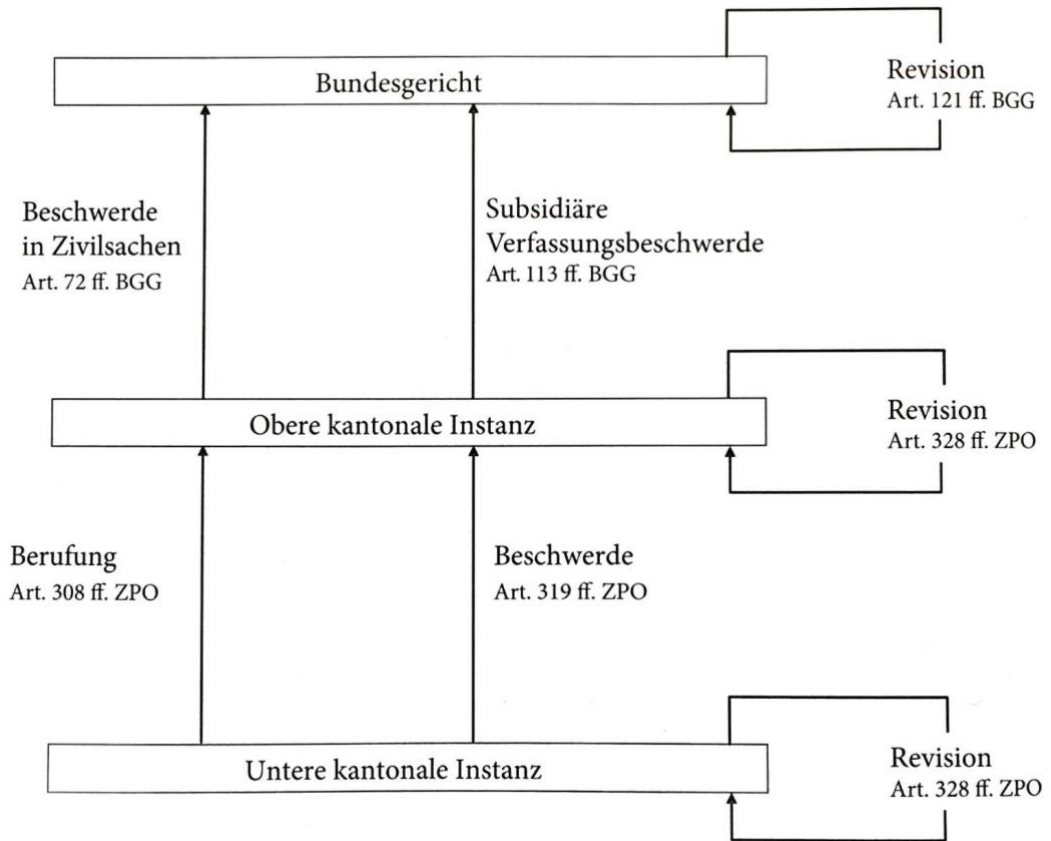 Bundesgericht
Revision
Art. 121 ff. BGG
Beschwerde
in Zivilsachen
Art. 72 ff. BGG
Subsidiäre
Verfassungsbeschwerde
Art. 113 ff. BGG
Obere kantonale Instanz
Revision
Art. 328 ff. ZPO
Berufung
Art. 308 ff. ZPO
Beschwerde
Art. 319 ff. ZPO
Untere kantonale Instanz
Revision
Art. 328 ff. ZPO